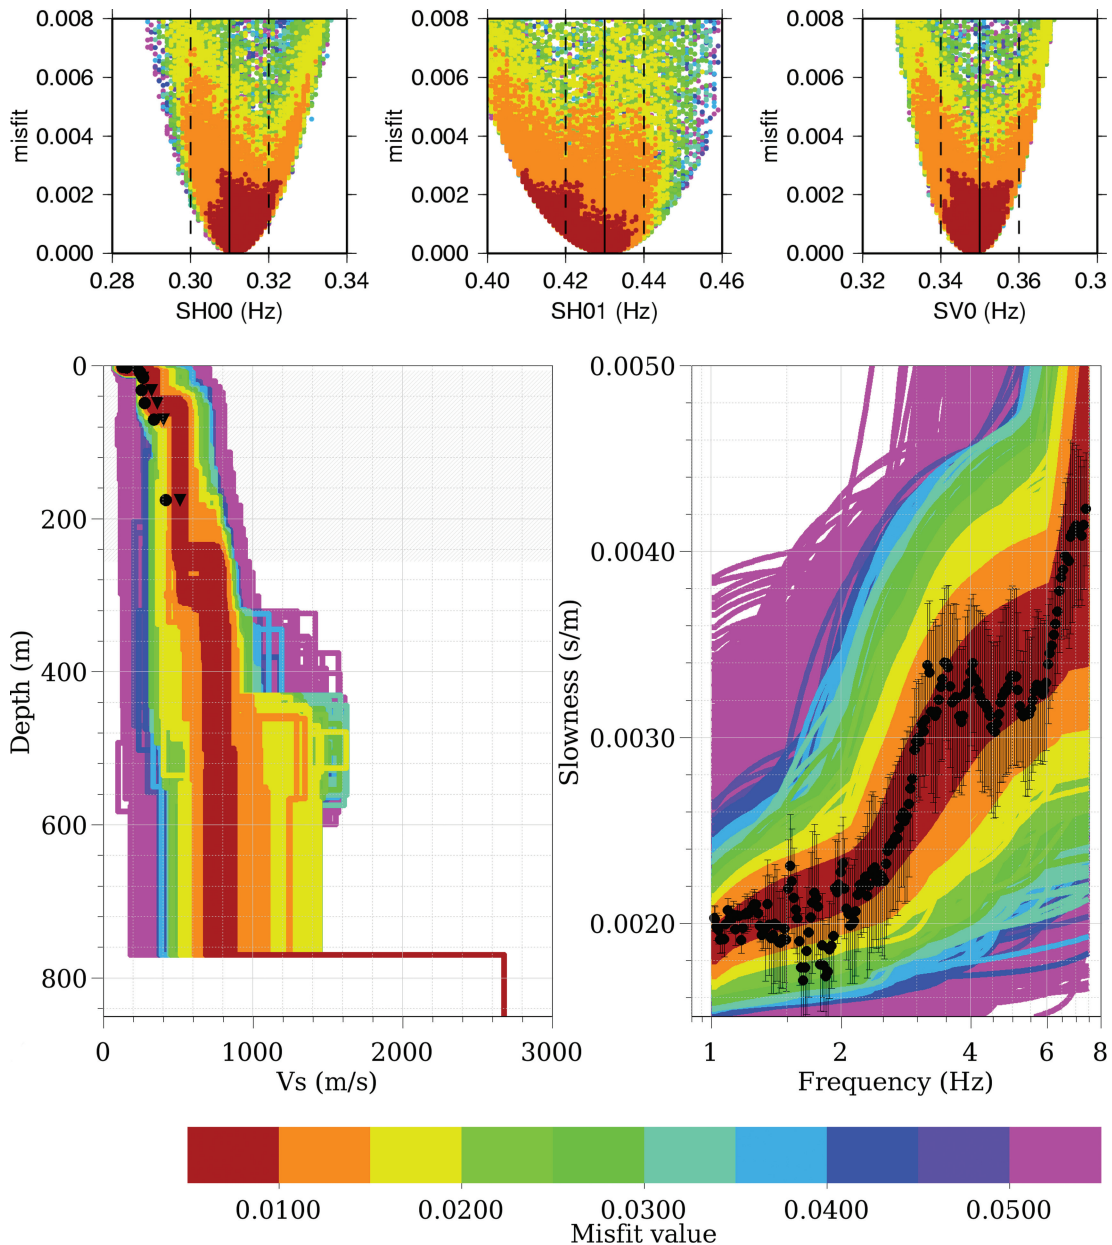 misfit
0.008
0.006
0.004
0.002
0.000
0.28 0.30 0.32 0.34
SH00 (Hz)
misfit
0.008
0.006
0.004
0.002
0.000
0.40 0.42 0.44 0.46
SH01 (Hz)
misfit
0.008
0.006
0.004
0.002
0.000
0.32 0.34 0.36 0.3
SV0 (Hz)
Depth (m)
0
200
400
600
800
0 1000 2000 3000
Vs (m/s)
Slowness (s/m)
0.0050
0.0040
0.0030
0.0020
1 2 4 6 8
Frequency (Hz)
0.0100 0.0200 0.0300 0.0400 0.0500
Misfit value